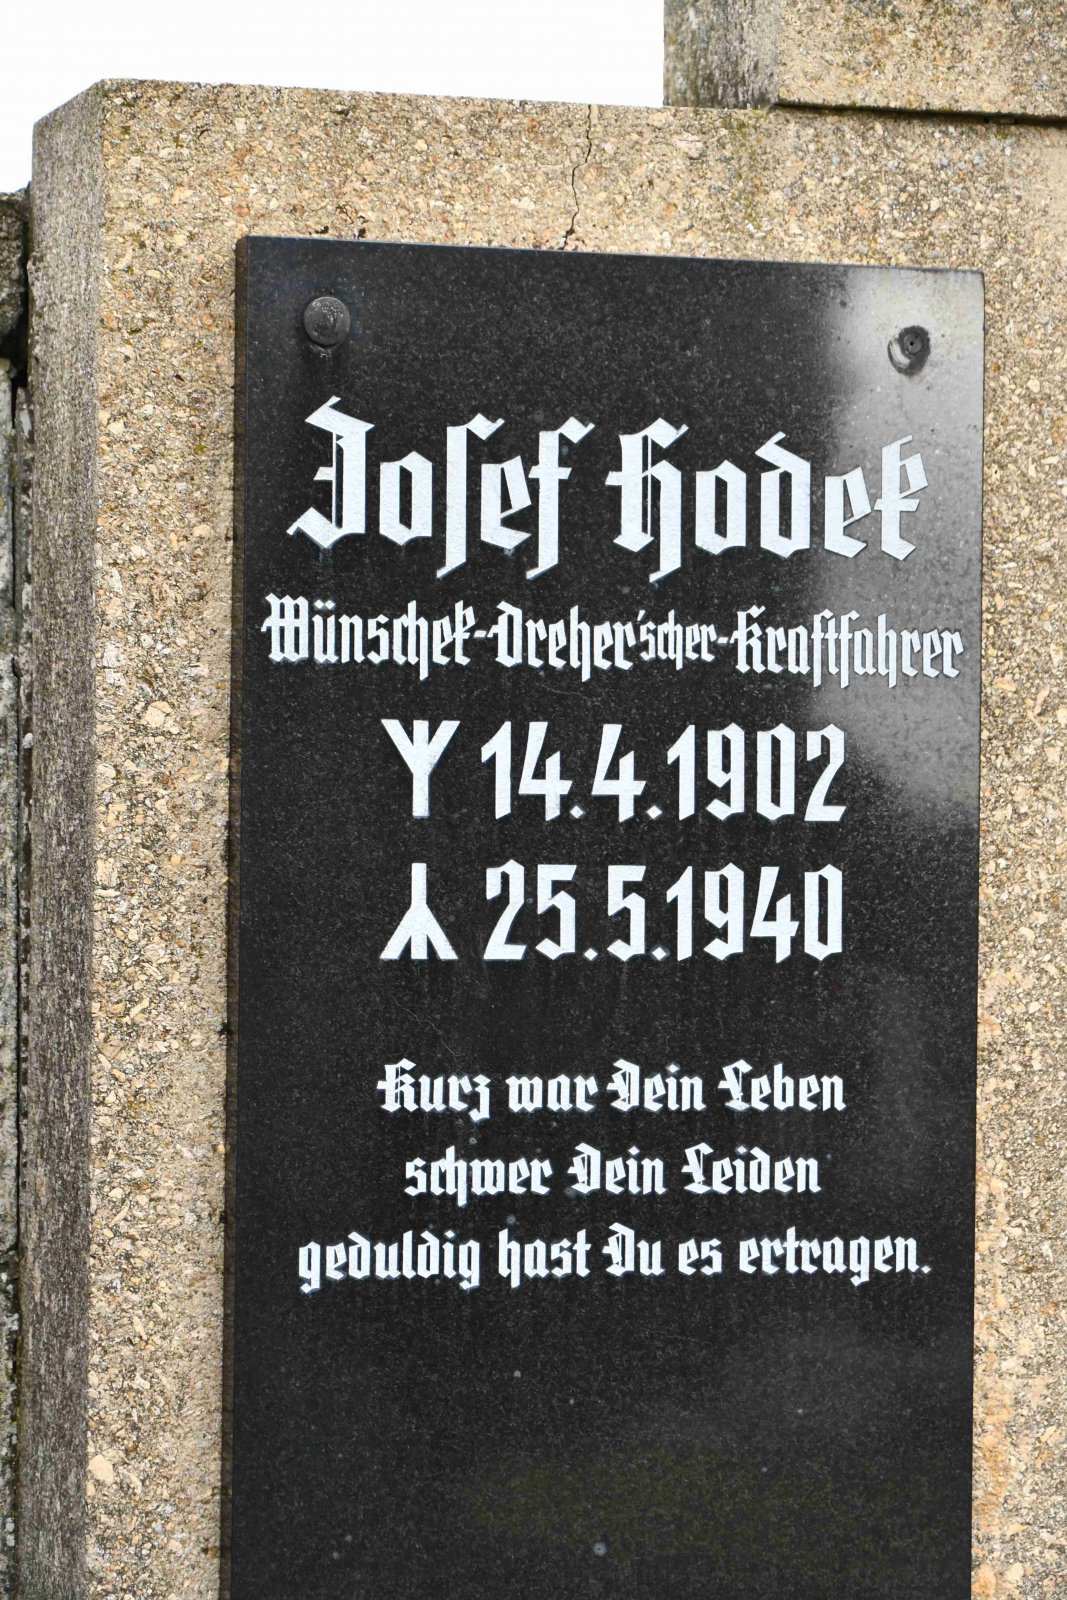 Josef Hodek
Wünschek-Dreher'scher-Kraftfahrer
ᛉ 14.4.1902
ᛦ 25.5.1940
Kurz war Dein Leben
schwer Dein Leiden
geduldig hast Du es ertragen.